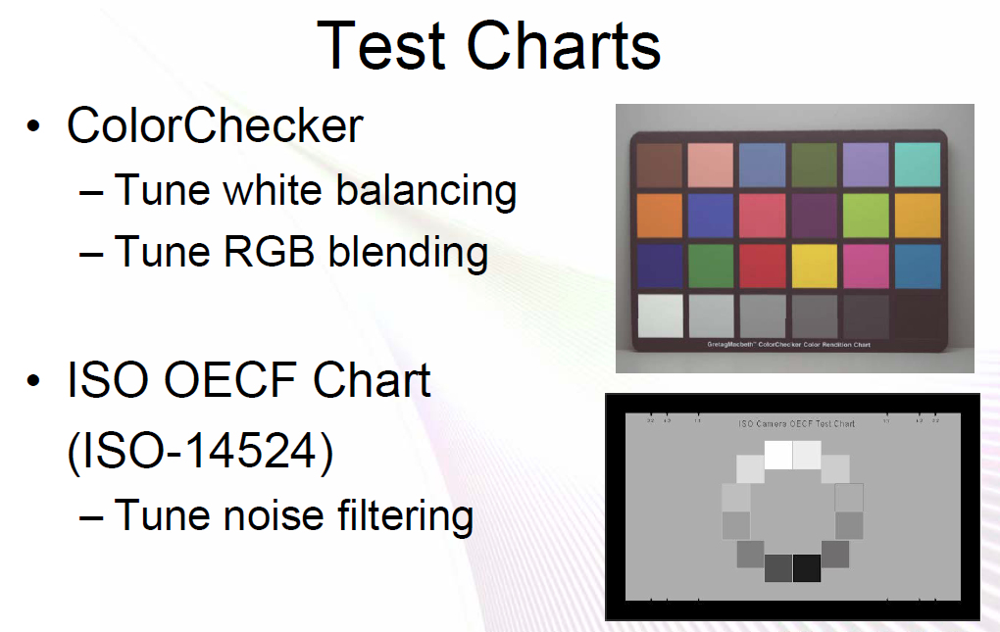 Test Charts
• ColorChecker
– Tune white balancing
– Tune RGB blending
GretagMacbeth™ ColorChecker Color Rendition Chart
• ISO OECF Chart
(ISO-14524)
– Tune noise filtering
ISO Camera OECF Test Chart